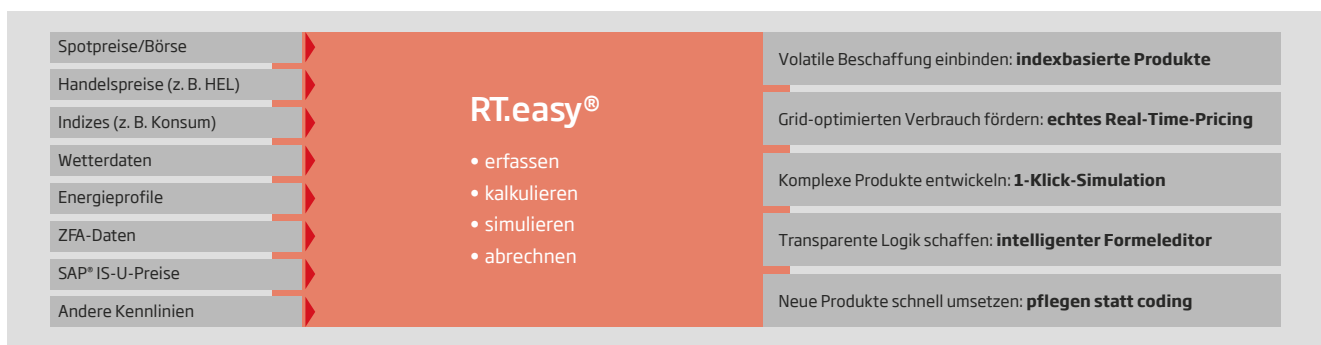 Spotpreise/Börse
Handelspreise (z. B. HEL)
Indizes (z. B. Konsum)
Wetterdaten
Energieprofile
ZFA-Daten
SAP® IS-U-Preise
Andere Kennlinien
RT.easy®
• erfassen
• kalkulieren
• simulieren
• abrechnen
Volatile Beschaffung einbinden: indexbasierte Produkte
Grid-optimierten Verbrauch fördern: echtes Real-Time-Pricing
Komplexe Produkte entwickeln: 1-Klick-Simulation
Transparente Logik schaffen: intelligenter Formeleditor
Neue Produkte schnell umsetzen: pflegen statt coding